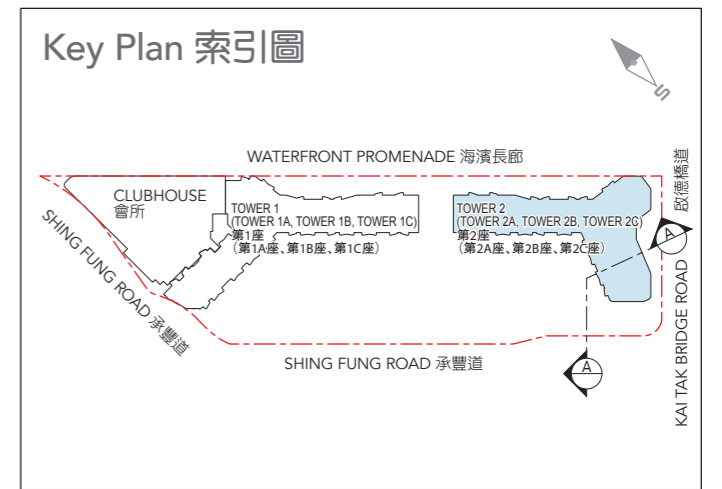 Key Plan 索引圖
S
WATERFRONT PROMENADE 海濱長廊
CLUBHOUSE
會所
TOWER 1
(TOWER 1A, TOWER 1B, TOWER 1C)
第1座
（第1A座、第1B座、第1C座）
TOWER 2
(TOWER 2A, TOWER 2B, TOWER 2C)
第2座
（第2A座、第2B座、第2C座）
SHING FUNG ROAD 承豐道
SHING FUNG ROAD 承豐道
KAI TAK BRIDGE ROAD 啟德橋道
A
A